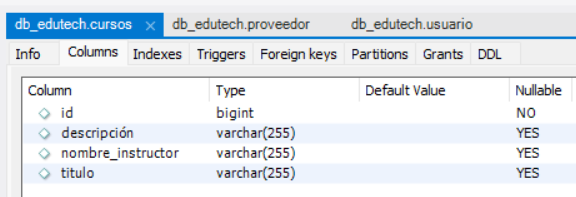 db_edutech.cursos × db_edutech.proveedor db_edutech.usuario
Info Columns Indexes Triggers Foreign keys Partitions Grants DDL
Column Type Default Value Nullable
id bigint NO
descripción varchar(255) YES
nombre_instructor varchar(255) YES
titulo varchar(255) YES